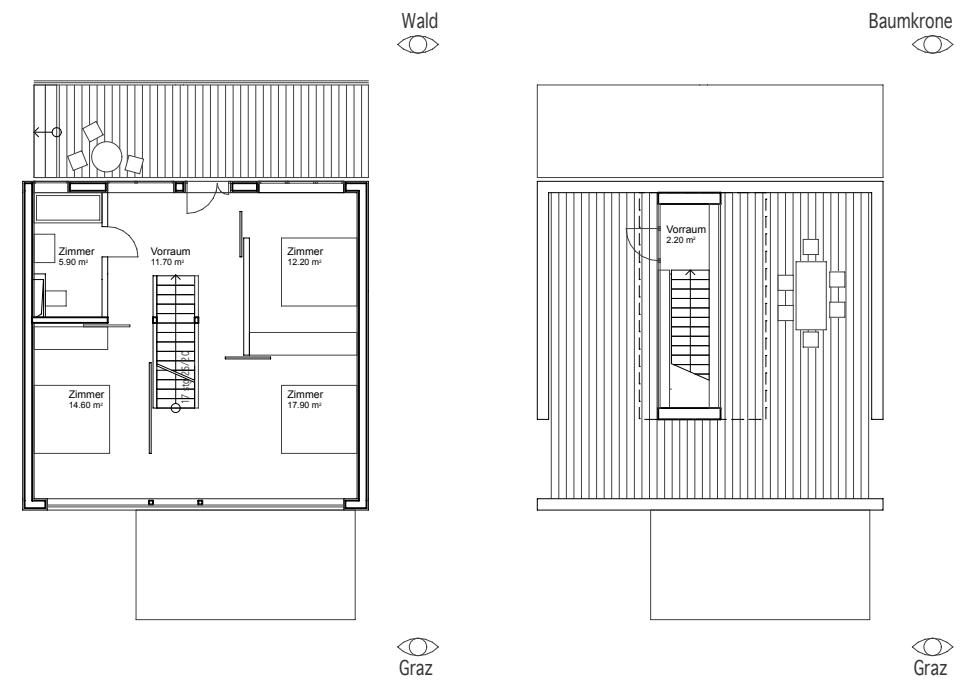 Wald
Baumkrone
Zimmer
5.90 m²
Vorraum
11.70 m²
Zimmer
12.20 m²
Vorraum
2.20 m²
Zimmer
14.60 m²
Zimmer
17.90 m²
Graz
Graz